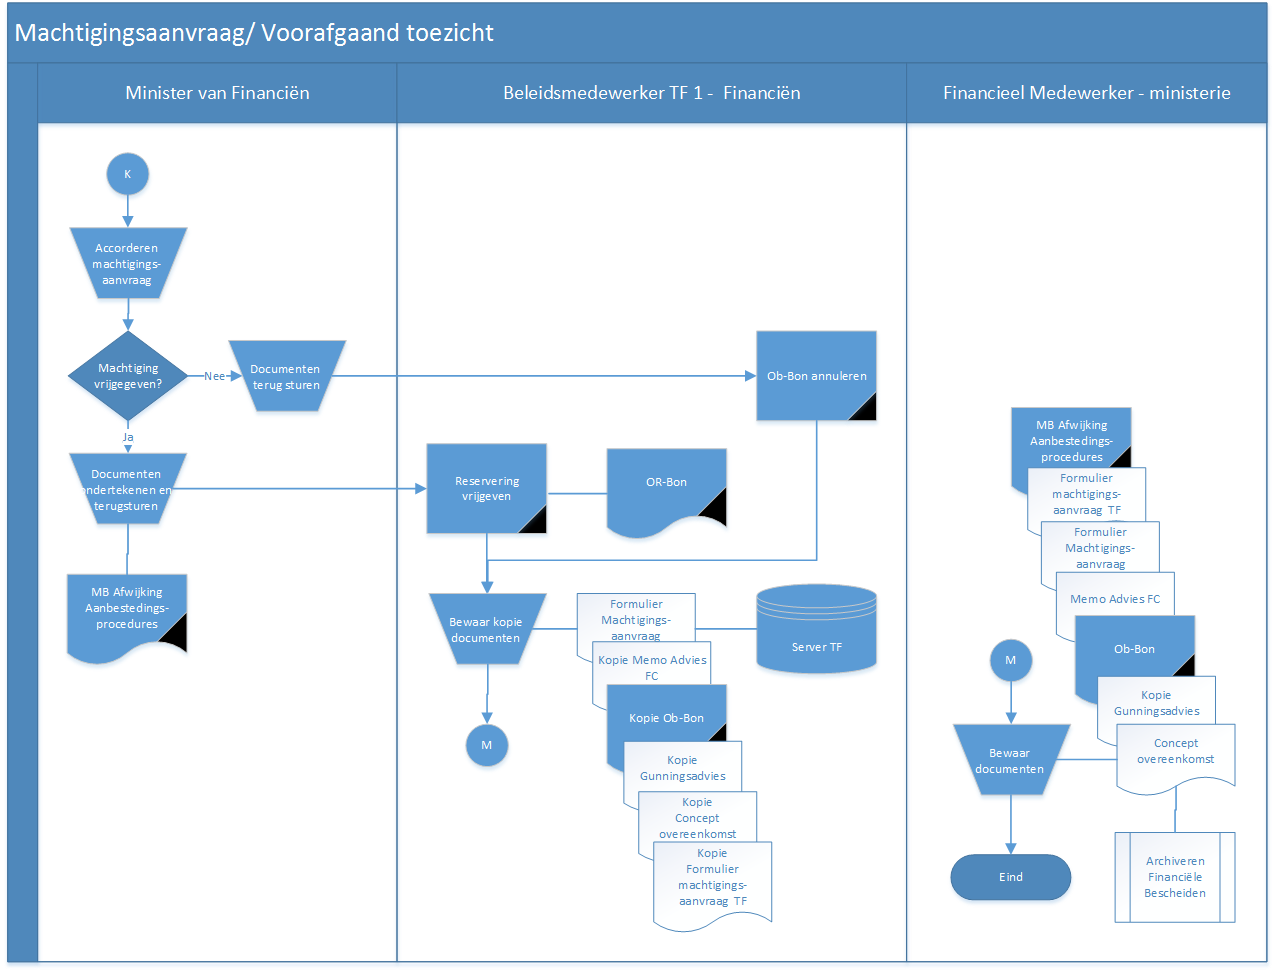 Machtigingsaanvraag/ Voorafgaand toezicht
Minister van Financiën
Beleidsmedewerker TF 1 - Financiën
Financieel Medewerker - ministerie
K
Accorderen
machtigings-
aanvraag
Machtiging
vrijgegeven?
Nee
Documenten
terug sturen
Ja
Documenten
ondertekenen en
terugsturen
MB Afwijking
Aanbestedings-
procedures
Ob-Bon annuleren
Reservering
vrijgeven
OR-Bon
Bewaar kopie
documenten
M
Formulier
Machtigings-
aanvraag
Kopie Memo Advies
FC
Kopie Ob-Bon
Kopie
Gunningsadvies
Kopie
Concept
overeenkomst
Kopie
Formulier
machtigings-
aanvraag TF
Server TF
MB Afwijking
Aanbestedings-
procedures
Formulier
machtigings-
aanvraag TF
Formulier
Machtigings-
aanvraag
Memo Advies FC
Ob-Bon
Kopie
Gunningsadvies
Concept
overeenkomst
M
Bewaar
documenten
Eind
Archiveren
Financiële
Bescheiden